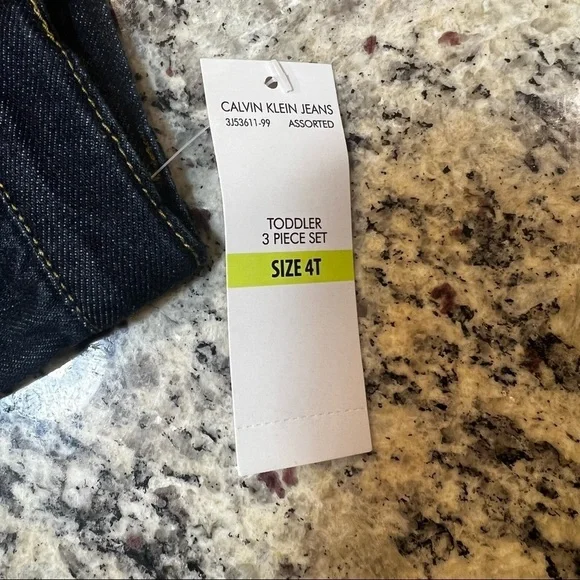 CALVIN KLEIN JEANS
3J53611-99 ASSORTED
TODDLER
3 PIECE SET
SIZE 4T